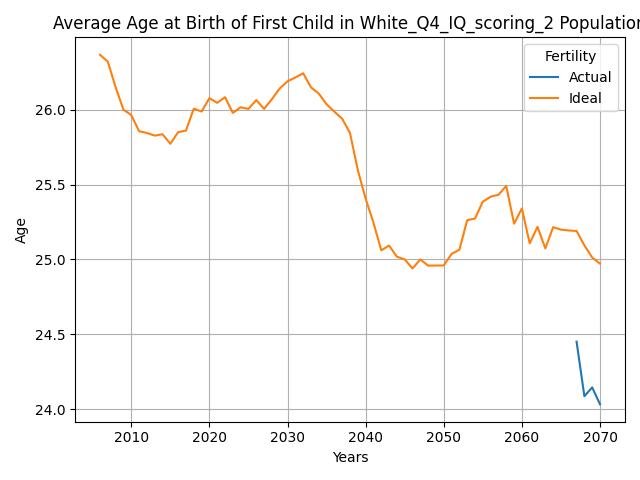 Average Age at Birth of First Child in White_Q4_IQ_scoring_2 Population
Fertility
Actual
Ideal
26.0
25.5
25.0
24.5
24.0
Age
2010 2020 2030 2040 2050 2060 2070
Years